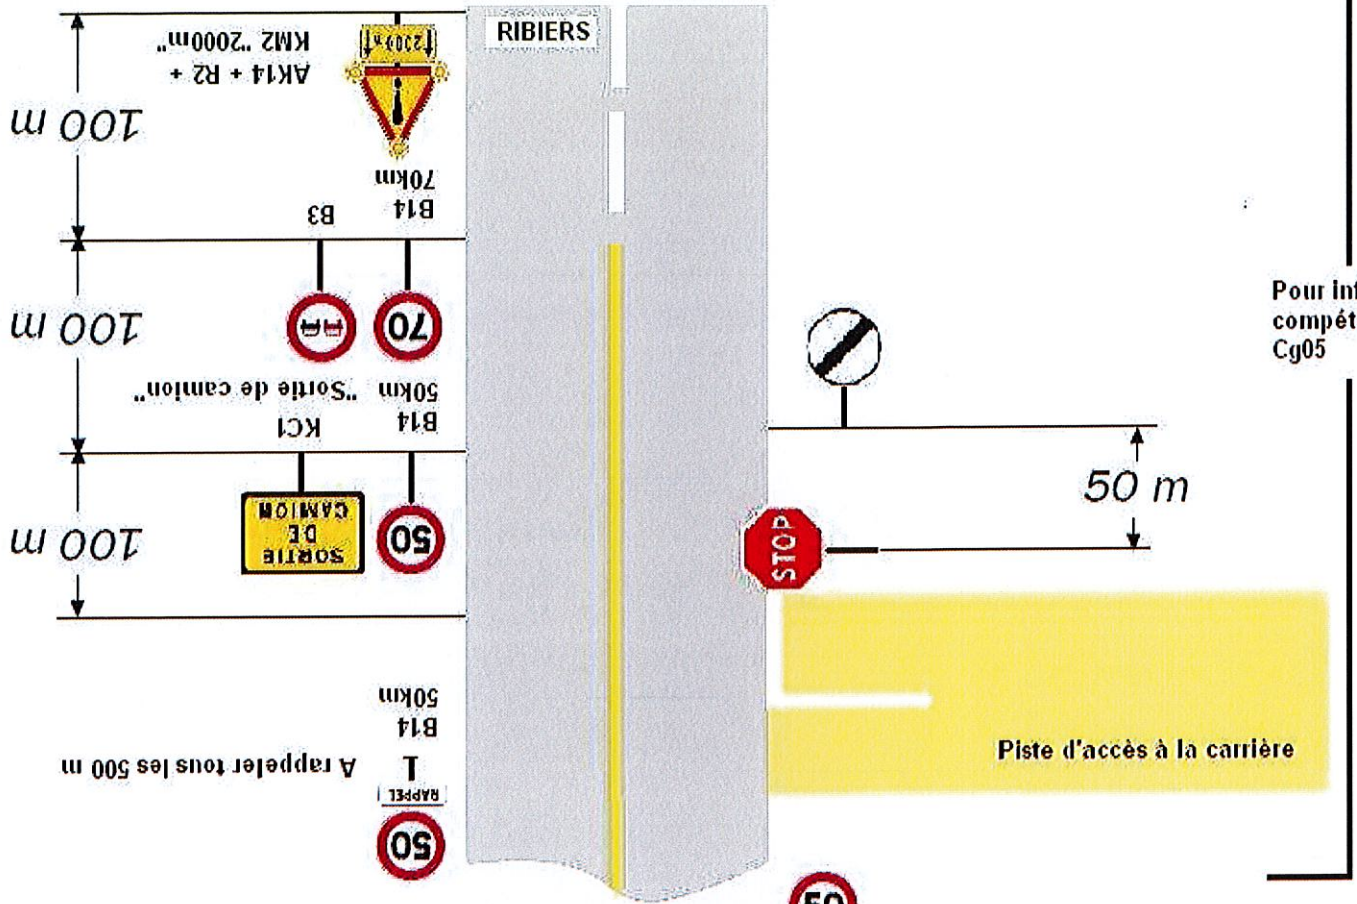 RIBIERS
AK14 + R2 +
KM2 "2000m"
100 m
B14
70km
B3
70
100 m
B14
50km
KC1
"Sortie de camion"
50
SORTIE
DE
CAMION
100 m
50
RAPPEL
1
B14
50km
A rappeler tous les 500 m
50 m
STOP
Piste d'accès à la carrière
Pour
compét
Cg05